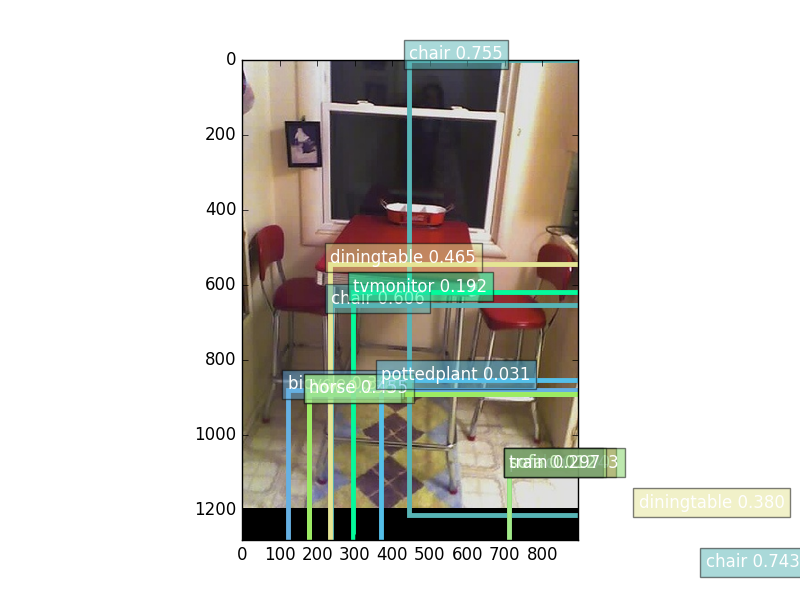 chair 0.755
0
200
400
diningtable 0.465
tvmonitor 0.192
600
chair 0.606
800
pottedplant 0.031
horse
1000
1200
diningtable 0.380
0 100 200 300 400 500 600 700 800
chair 0.743